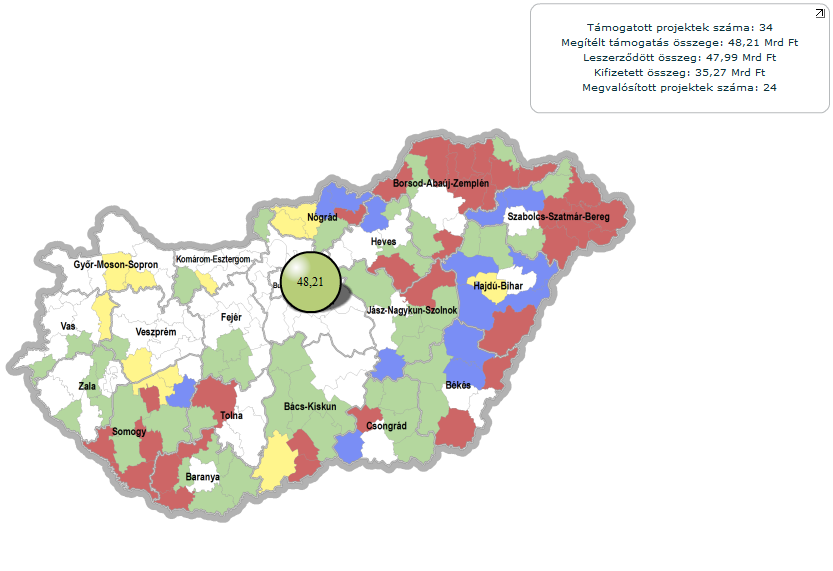 Támogatott projektek száma: 34
Megítélt támogatás összege: 48,21 Mrd Ft
Leszerződött összeg: 47,99 Mrd Ft
Kifizetett összeg: 35,27 Mrd Ft
Megvalósított projektek száma: 24
Borsod-Abaúj-Zemplén
Nógrád
Szabolcs-Szatmár-Bereg
Heves
Győr-Moson-Sopron
Komárom-Esztergom
48,21
Hajdú-Bihar
Jász-Nagykun-Szolnok
Vas
Veszprém
Fejér
Zala
Békés
Tolna
Bács-Kiskun
Csongrád
Somogy
Baranya